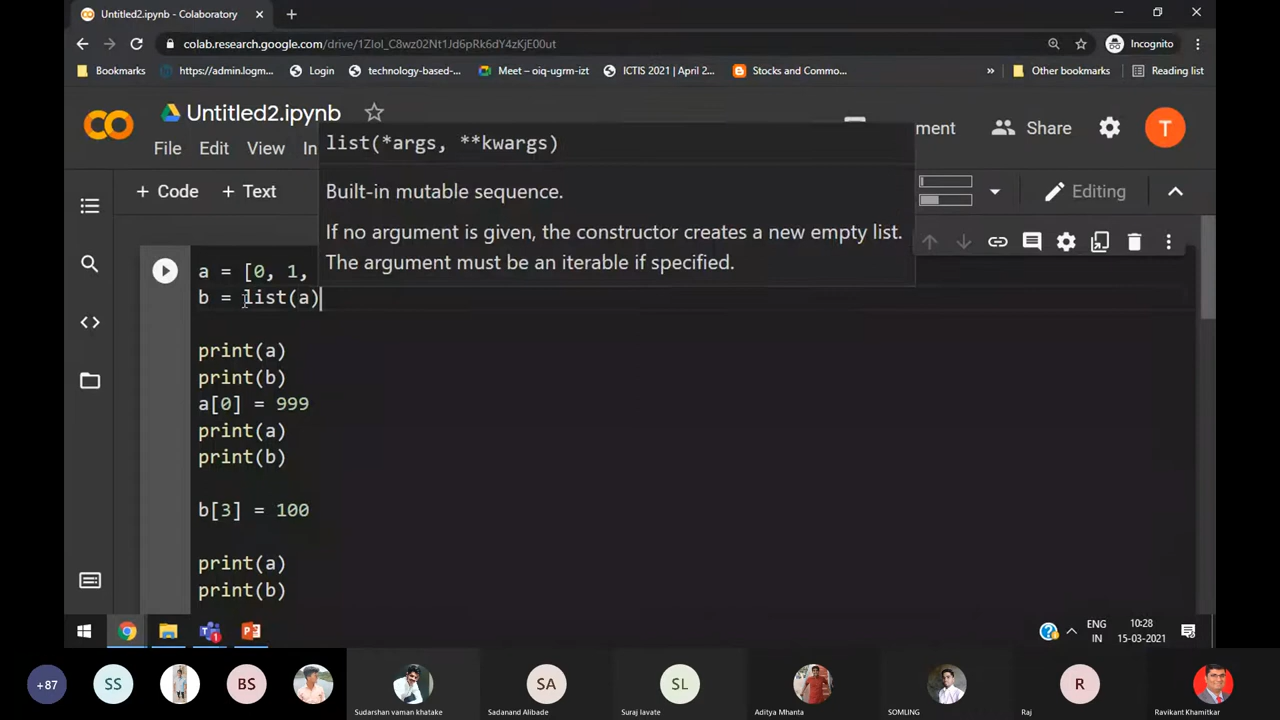 Untitled2.ipynb - Colaboratory
colab.research.google.com/drive/1ZIol_C8wz02Nt1Jd6pRk6dY4zKjE00ut
Incognito
Bookmarks
https://admin.logm...
Login
technology-based-...
Meet – oiq-ugrm-izt
ICTIS 2021 | April 2...
Stocks and Commo...
»
Other bookmarks
Reading list
CO
Untitled2.ipynb
File Edit View In
Share
T
list(*args, **kwargs)
Built-in mutable sequence.
If no argument is given, the constructor creates a new empty list.
The argument must be an iterable if specified.
+ Code + Text
Editing
a = [0, 1,
b = list(a)
print(a)
print(b)
a[0] = 999
print(a)
print(b)
b[3] = 100
print(a)
print(b)
ENG
IN
10:28
15-03-2021
+87
SS
BS
SA
SL
R
Sudarshan vaman khatake
Sadanand Alibade
Suraj lavate
Aditya Mhanta
SOMLING
Raj
Ravikant Khwitkar